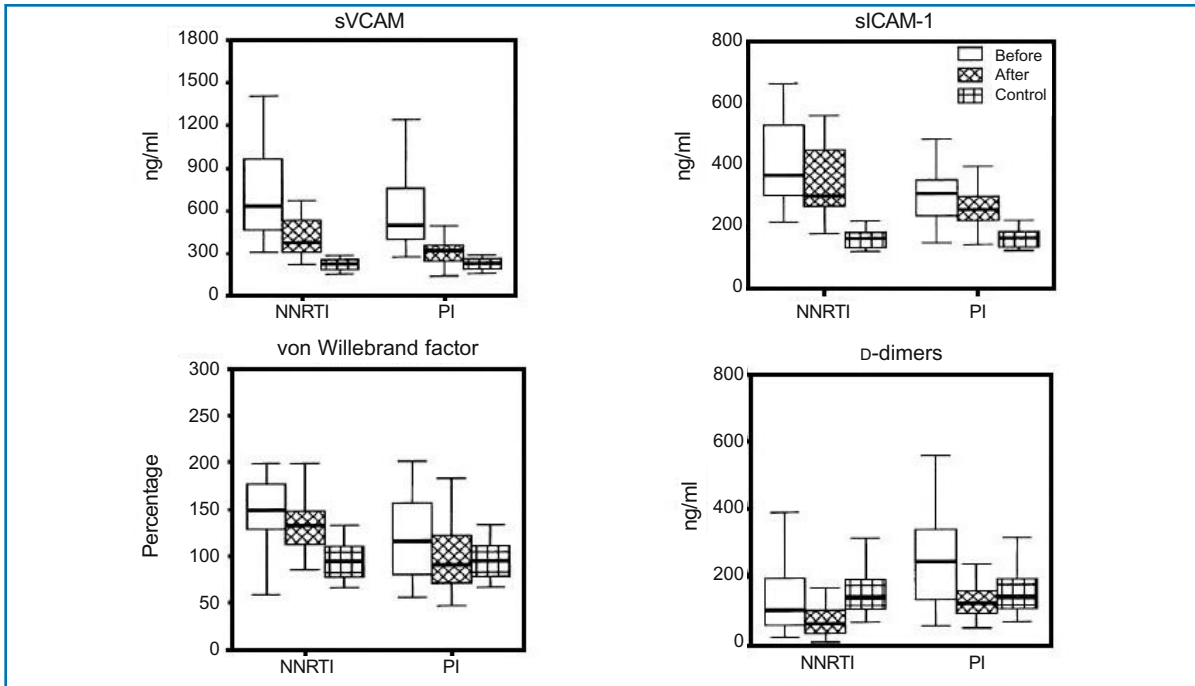 sVCAM
1800
1500
1200
900
600
300
0
ng/ml
NNRTI
PI
sICAM-1
800
600
400
200
0
ng/ml
Before
After
Control
NNRTI
PI
von Willebrand factor
300
250
200
150
100
50
0
Percentage
NNRTI
PI
D-dimers
800
600
400
200
0
ng/ml
NNRTI
PI